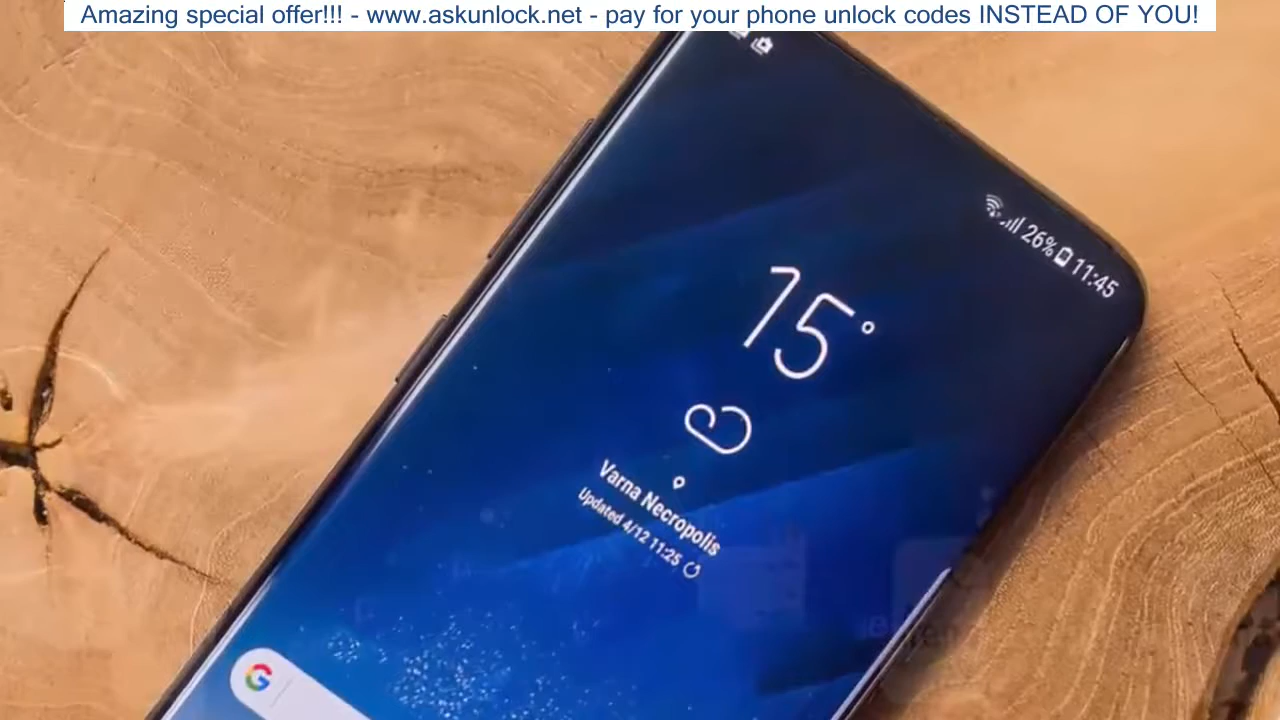 Amazing special offer!!! - www.askunlock.net - pay for your phone unlock codes INSTEAD OF YOU!
26% 11:45
15°
Varna Necropolis
Updated 4/12 11:25
G